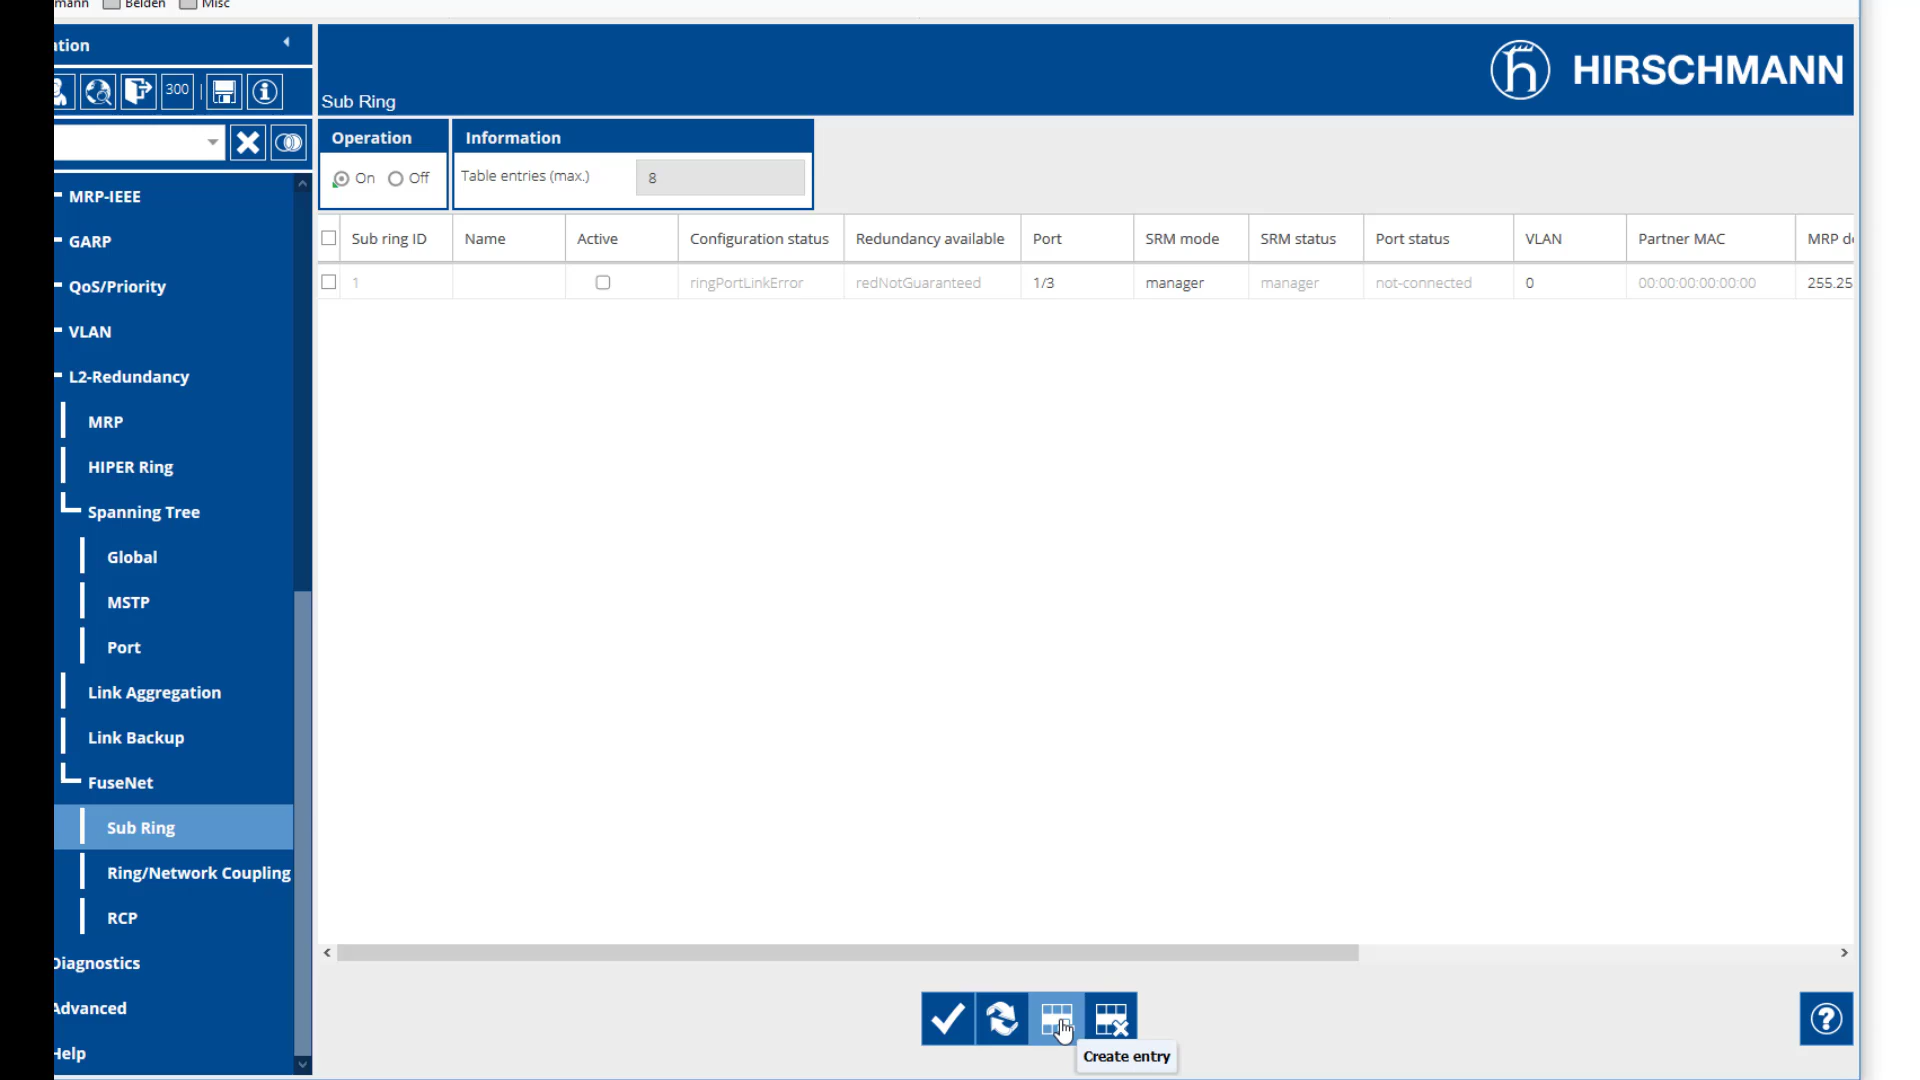 mann Belden Misc
ation
300
HIRSCHMANN
Sub Ring
Operation
On Off
Information
Table entries (max.) 8
MRP-IEEE
GARP
QoS/Priority
VLAN
L2-Redundancy
MRP
HIPER Ring
Spanning Tree
Global
MSTP
Port
Link Aggregation
Link Backup
FuseNet
Sub Ring
Ring/Network Coupling
RCP
Diagnostics
Advanced
Help
Sub ring ID Name Active Configuration status Redundancy available Port SRM mode SRM status Port status VLAN Partner MAC MRP do
1 ringPortLinkError redNotGuaranteed 1/3 manager manager not-connected 0 00:00:00:00:00:00 255.25
Create entry